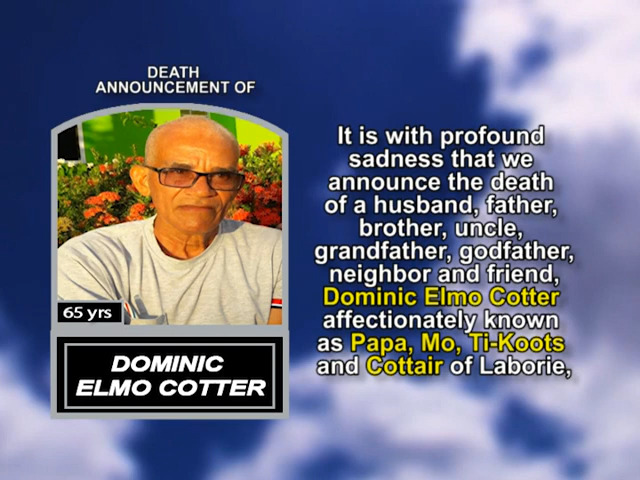 DEATH
ANNOUNCEMENT OF
65 yrs
DOMINIC
ELMO COTTER
It is with profound
sadness that we
announce the death
of a husband, father,
brother, uncle,
grandfather, godfather,
neighbor and friend,
Dominic Elmo Cotter
affectionately known
as Papa, Mo, Ti-Koots
and Cottair of Laborie,